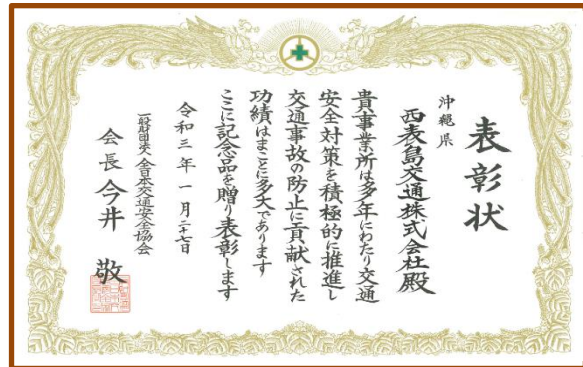 表彰状
沖縄県
西表島交通株式会社殿
貴事業所は多年にわたり交通
安全対策を積極的に推進し
交通事故の防止に貢献された
功績はまことに多大であります
ここに記念品を贈り表彰します
令和三年一月二十七日
一般財団法人 全日本交通安全協会
会長 今井敬